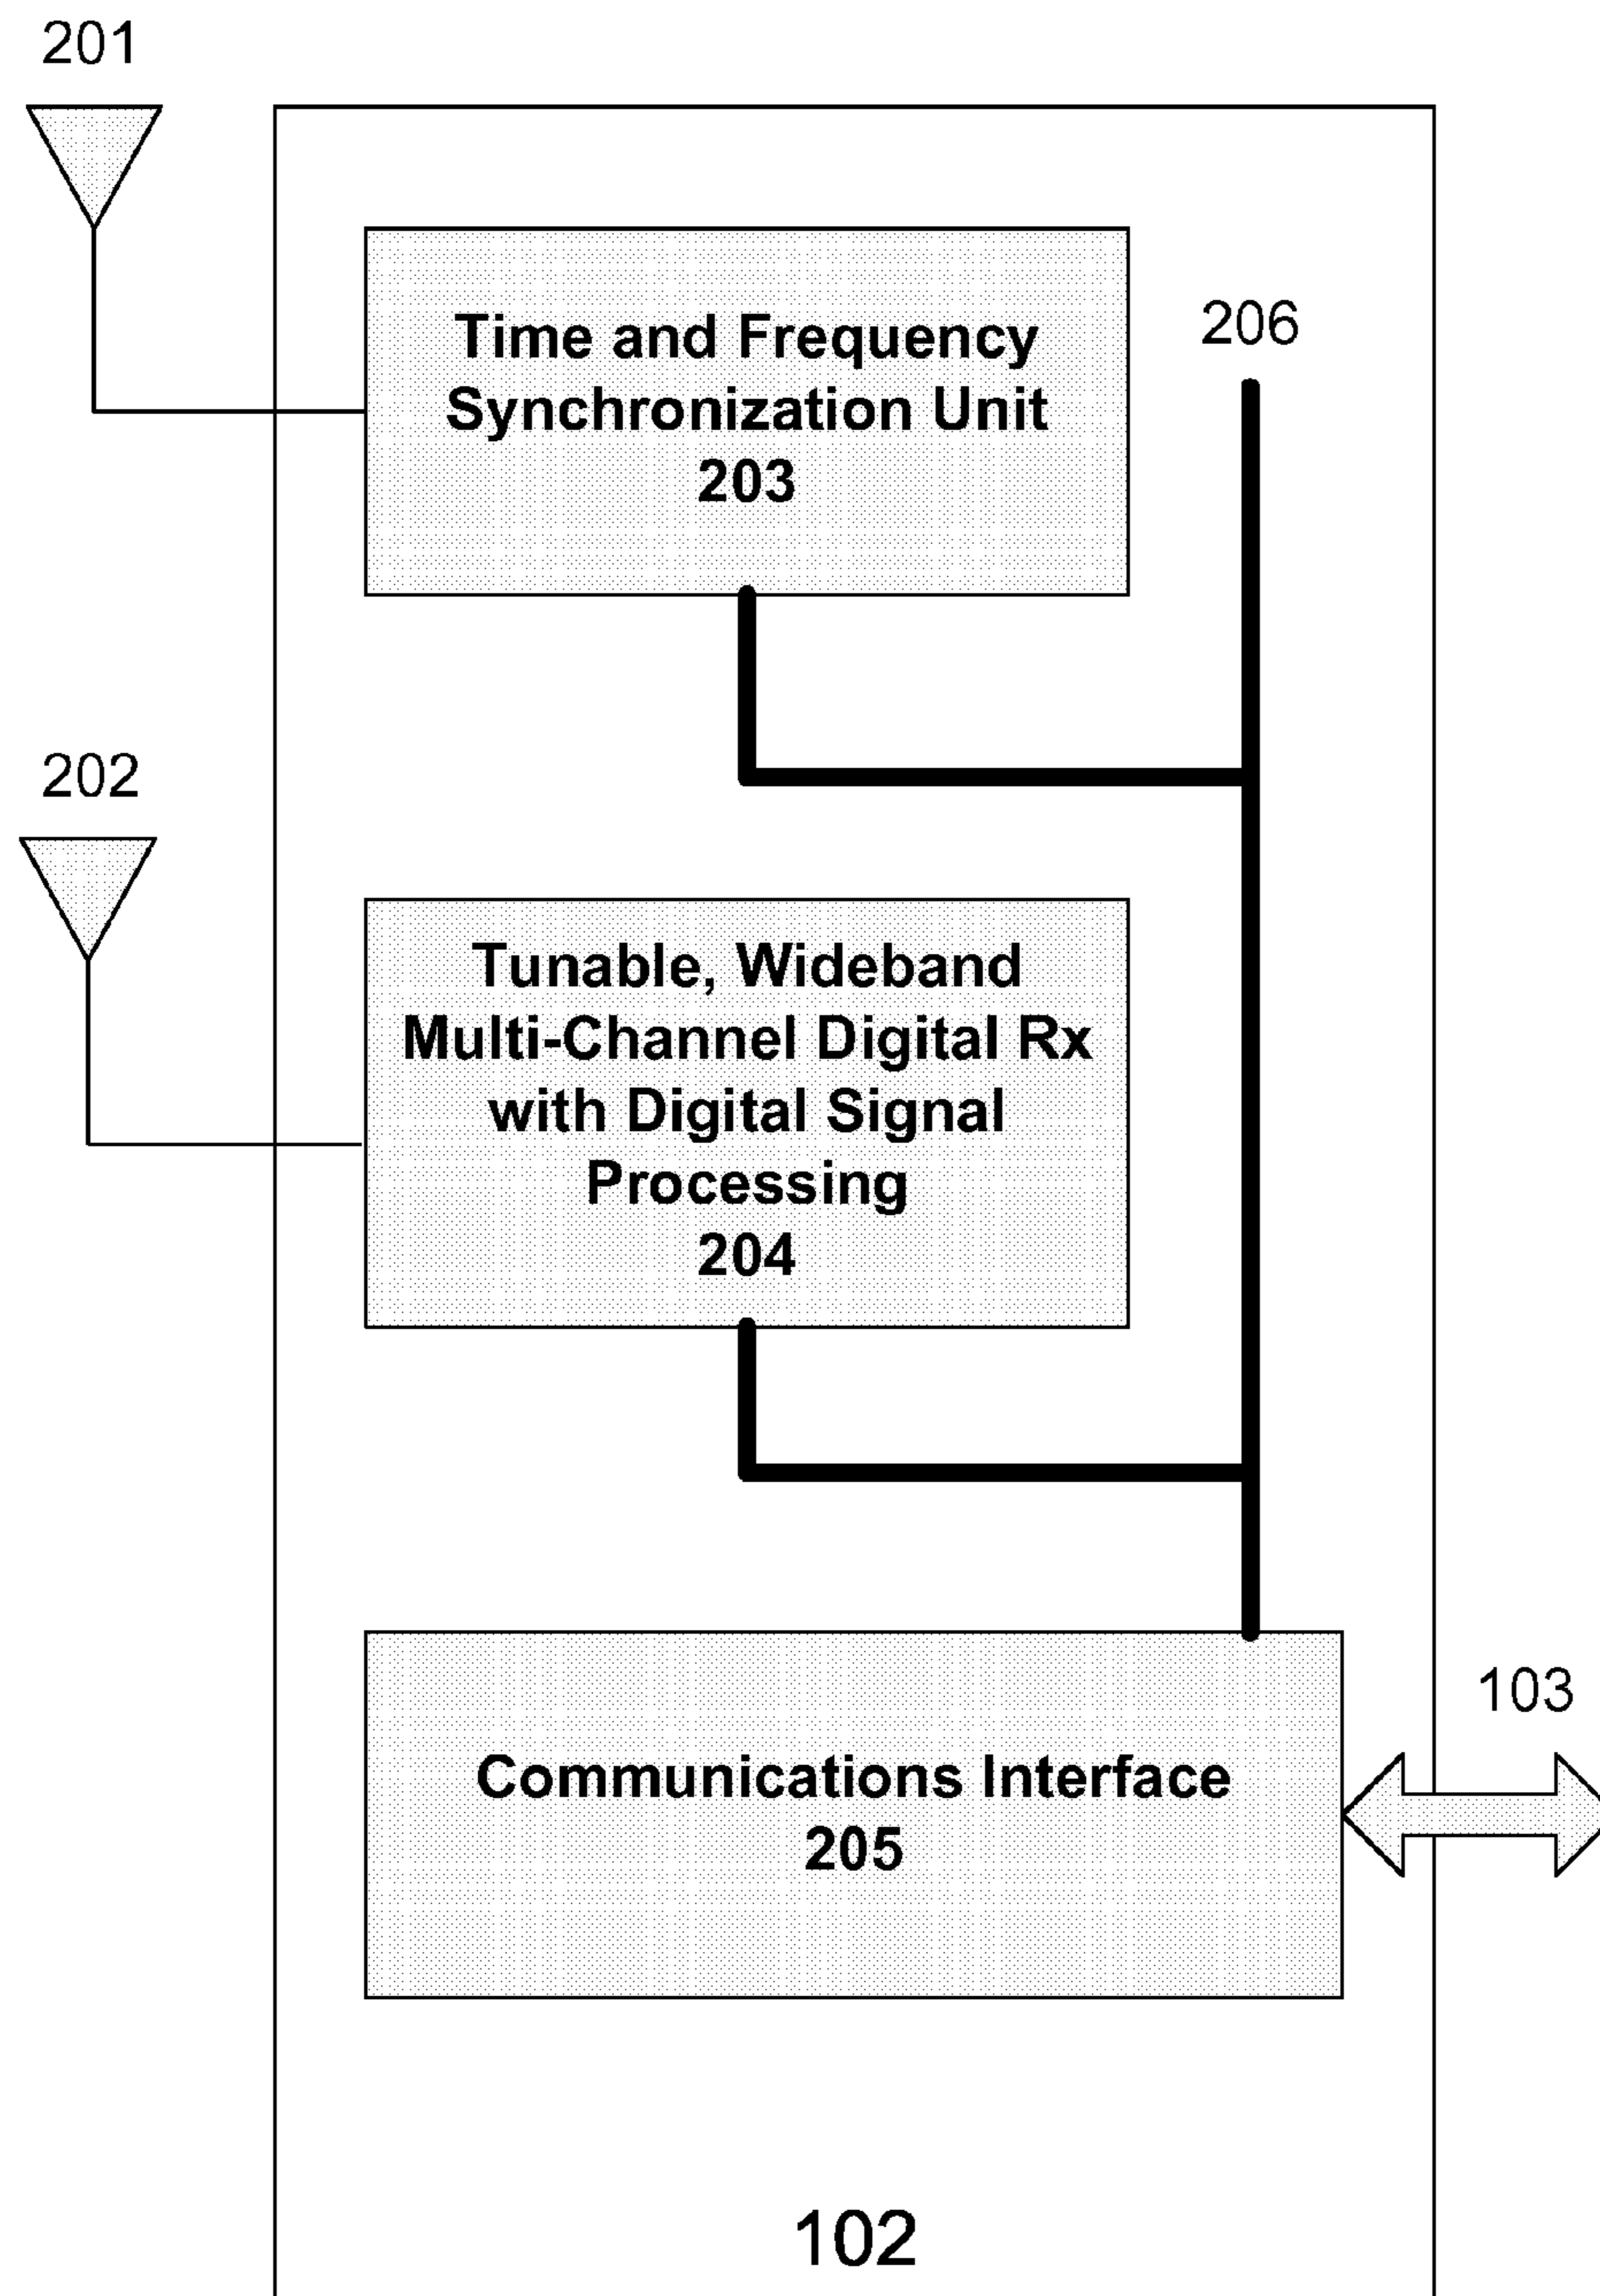 201
Time and Frequency
Synchronization Unit
203
206
202
Tunable, Wideband
Multi-Channel Digital Rx
with Digital Signal
Processing
204
Communications Interface
205
103
102